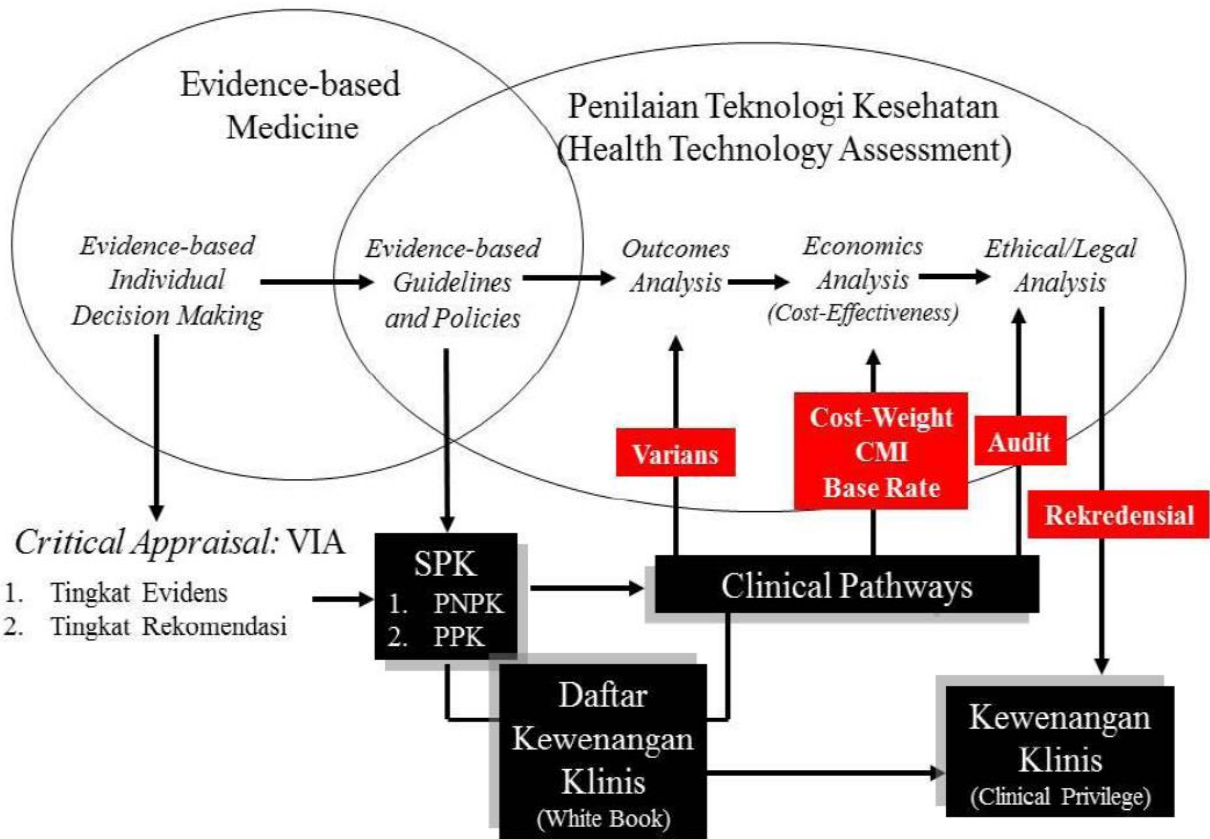 Evidence-based
Medicine
Penilaian Teknologi Kesehatan
(Health Technology Assessment)
Evidence-based
Individual
Decision Making
Evidence-based
Guidelines
and Policies
Outcomes
Analysis
Economics
Analysis
(Cost-Effectiveness)
Ethical/Legal
Analysis
Varians
Cost-Weight
CMI
Base Rate
Audit
Rekredensial
Critical Appraisal: VIA
1. Tingkat Evidens
2. Tingkat Rekomendasi
SPK
1. PNPK
2. PPK
Clinical Pathways
Daftar
Kewenangan
Klinis
(White Book)
Kewenangan
Klinis
(Clinical Privilege)